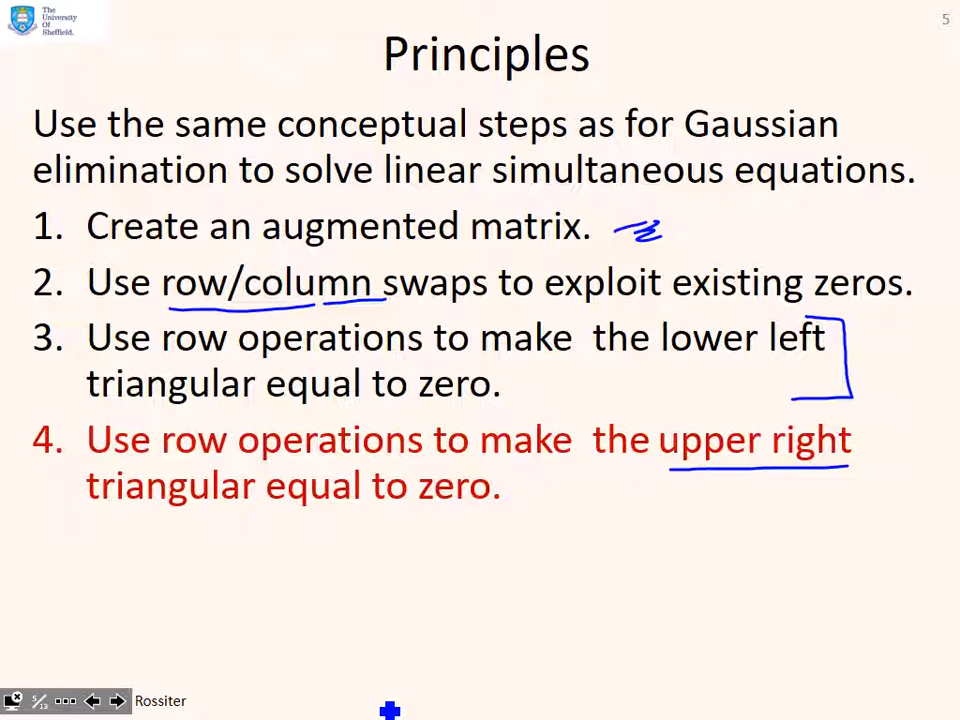 The
University
Of
Sheffield.
5
Principles
Use the same conceptual steps as for Gaussian
elimination to solve linear simultaneous equations.
1. Create an augmented matrix.
2. Use row/column swaps to exploit existing zeros.
3. Use row operations to make the lower left
triangular equal to zero.
4. Use row operations to make the upper right
triangular equal to zero.
5/13
Rossiter